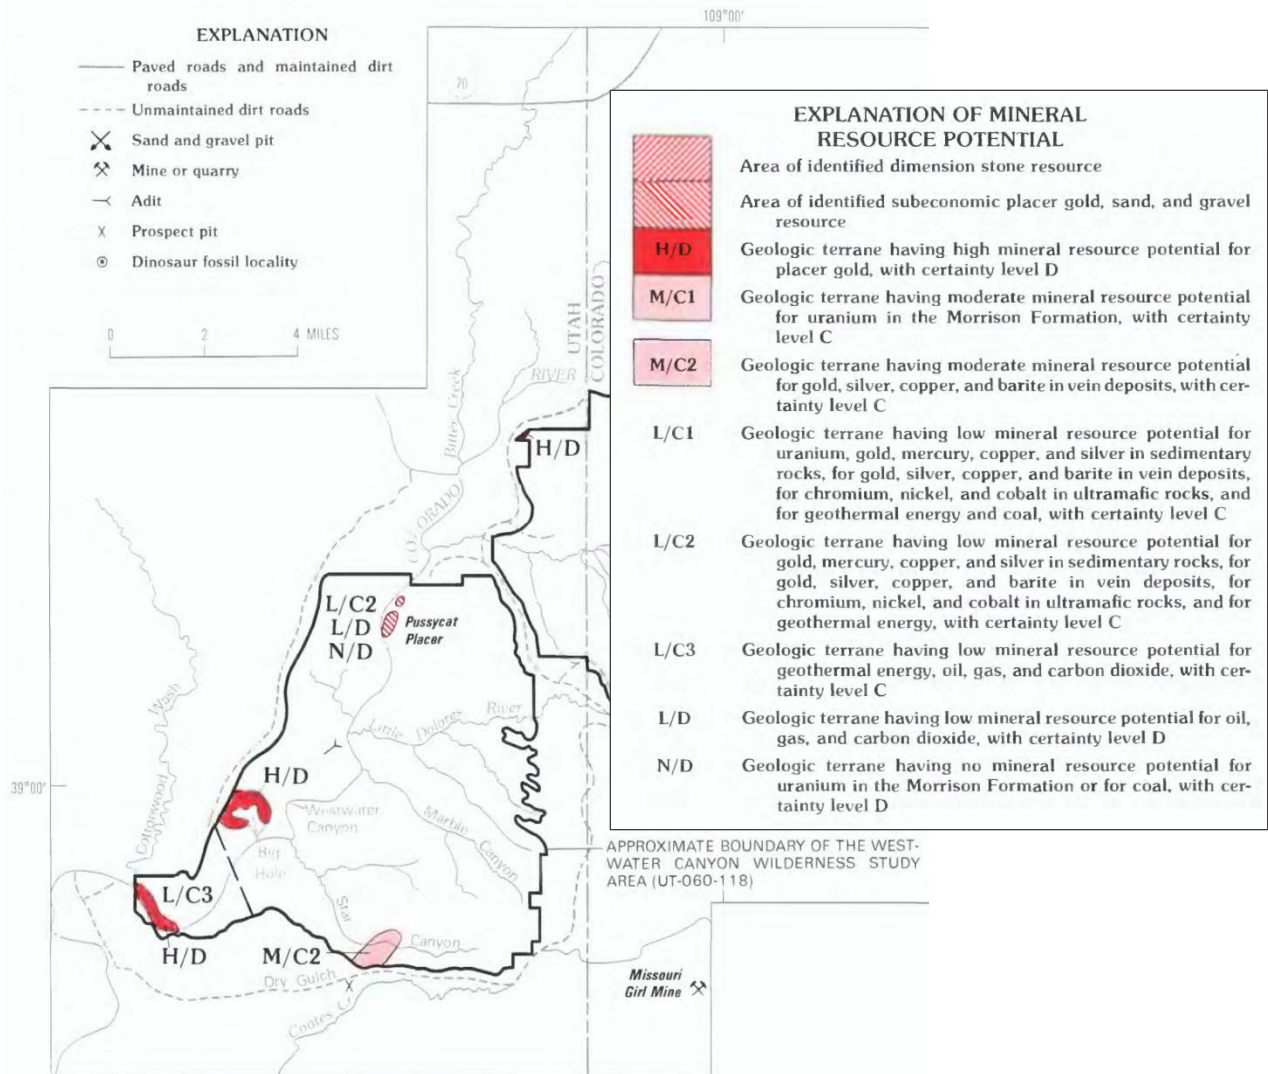 109°00'
EXPLANATION
Paved roads and maintained dirt
roads
Unmaintained dirt roads
Sand and gravel pit
Mine or quarry
Adit
Prospect pit
Dinosaur fossil locality
0 2 4 MILES
70
UTAH
COLORADO
EXPLANATION OF MINERAL
RESOURCE POTENTIAL
Area of identified dimension stone resource
Area of identified subeconomic placer gold, sand, and gravel
resource
H/D Geologic terrane having high mineral resource potential for
placer gold, with certainty level D
M/C1 Geologic terrane having moderate mineral resource potential
for uranium in the Morrison Formation, with certainty
level C
M/C2 Geologic terrane having moderate mineral resource potential
for gold, silver, copper, and barite in vein deposits, with cer-
tainty level C
L/C1 Geologic terrane having low mineral resource potential for
uranium, gold, mercury, copper, and silver in sedimentary
rocks, for gold, silver, copper, and barite in vein deposits,
for chromium, nickel, and cobalt in ultramafic rocks, and
for geothermal energy and coal, with certainty level C
L/C2 Geologic terrane having low mineral resource potential for
gold, mercury, copper, and silver in sedimentary rocks, for
gold, silver, copper, and barite in vein deposits, for
chromium, nickel, and cobalt in ultramafic rocks, and for
geothermal energy, with certainty level C
L/C3 Geologic terrane having low mineral resource potential for
geothermal energy, oil, gas, and carbon dioxide, with cer-
tainty level C
L/D Geologic terrane having low mineral resource potential for oil,
gas, and carbon dioxide, with certainty level D
N/D Geologic terrane having no mineral resource potential for
uranium in the Morrison Formation or for coal, with cer-
tainty level D
Bitter Creek
RIVER
H/D
COLORADO
L/C2
L/D
N/D
Pussycat
Placer
Cottonwood Wash
Little Dolores River
H/D
39°00'
Westwater
Canyon
Marble Canyon
Big
Hole
APPROXIMATE BOUNDARY OF THE WEST-
WATER CANYON WILDERNESS STUDY
AREA (UT-060-118)
L/C3
Star Canyon
H/D
M/C2
Dry Gulch
Coates Cr
Missouri
Girl Mine